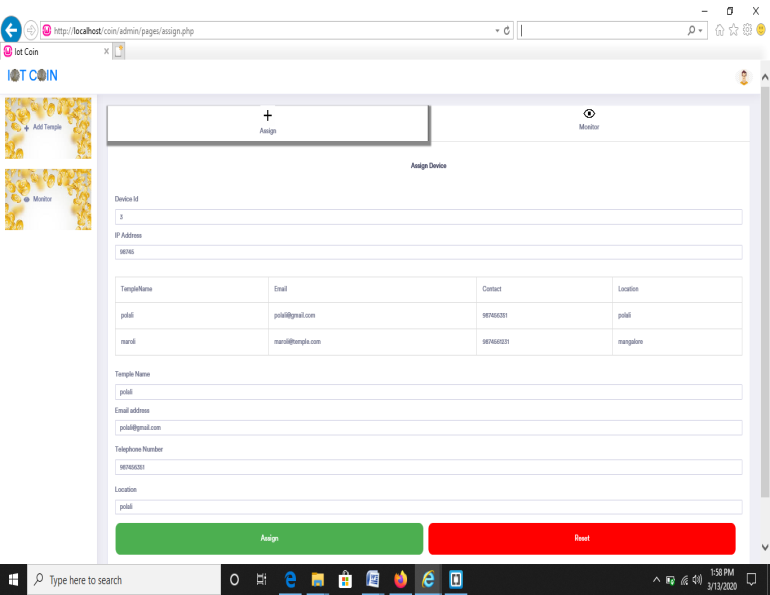 http://localhost/coin/admin/pages/assign.php
Iot Coin
IOT COIN
Add Temple
Monitor
Assign
Monitor
Assign Device
Device Id
3
IP Address
98745
TempleName Email Contact Location
polali polali@gmail.com 987456351 polali
maroli maroli@temple.com 9874561231 mangalore
Temple Name
polali
Email address
polali@gmail.com
Telephone Number
987456351
Location
polali
Assign Reset
Type here to search
1:58 PM
3/13/2020